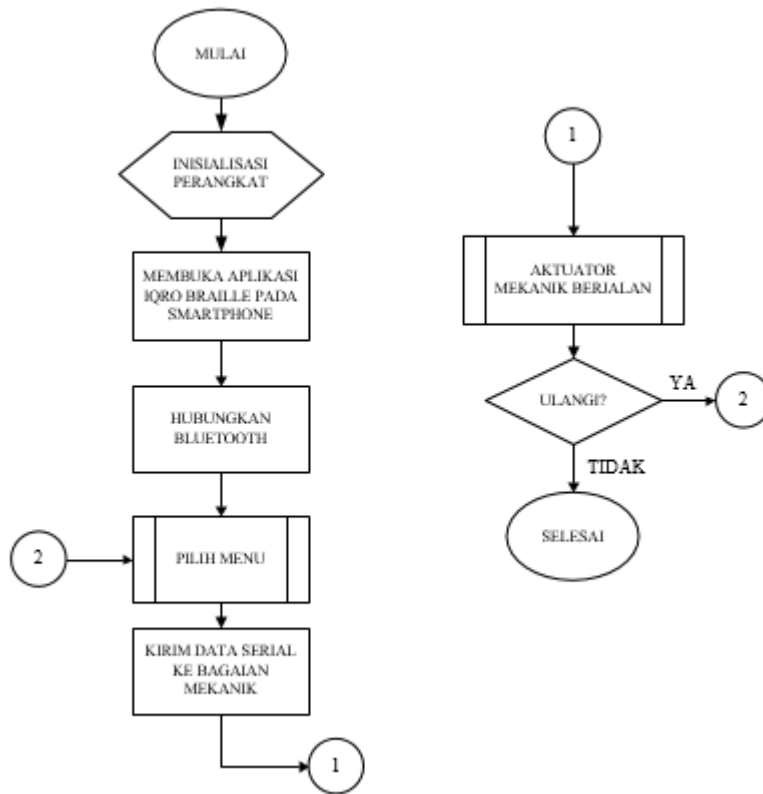 MULAI
INISIALISASI
PERANGKAT
MEMBUKA APLIKASI
IQRO BRAILLE PADA
SMARTPHONE
HUBUNGKAN
BLUETOOTH
2
PILIH MENU
KIRIM DATA SERIAL
KE BAGAIAN
MEKANIK
1
1
AKTUATOR
MEKANIK BERJALAN
ULANGI?
YA
2
TIDAK
SELESAI